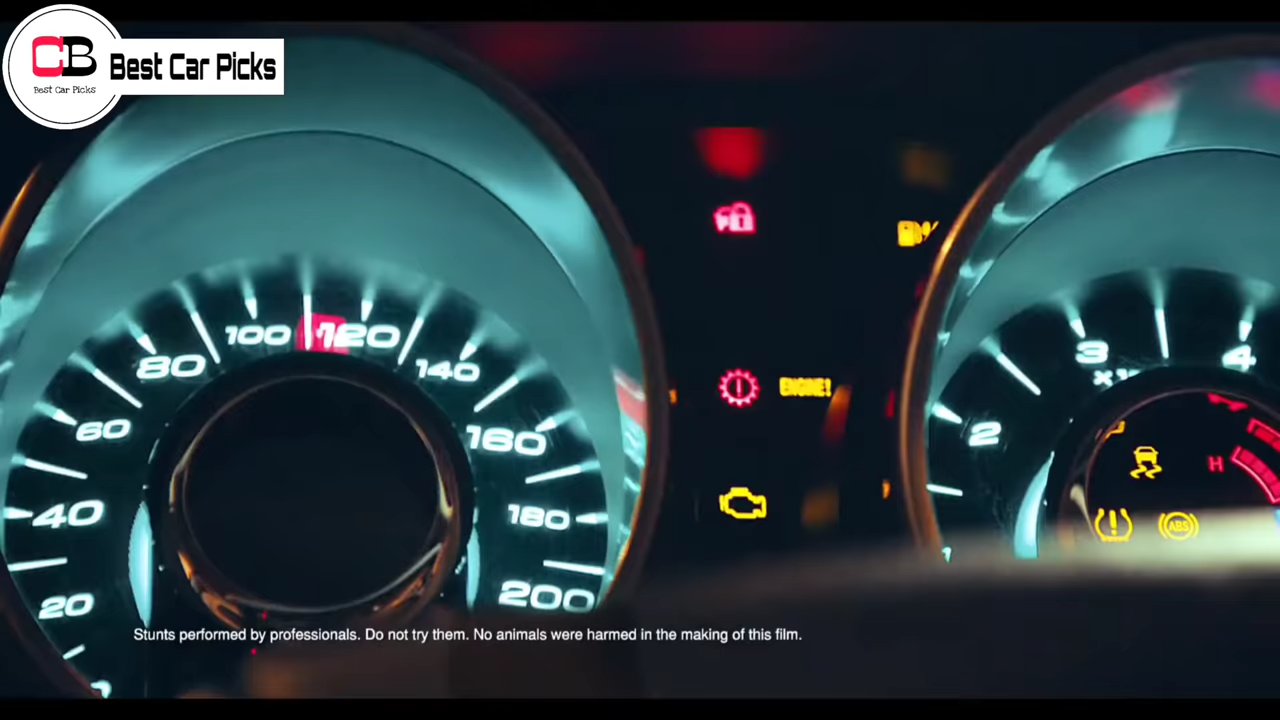 CB
Best Car Picks
Best Car Picks
ENGINE!
0
20
40
60
80
100
120
140
160
180
200
1
2
3
4
H
ABS
Stunts performed by professionals. Do not try them. No animals were harmed in the making of this film.